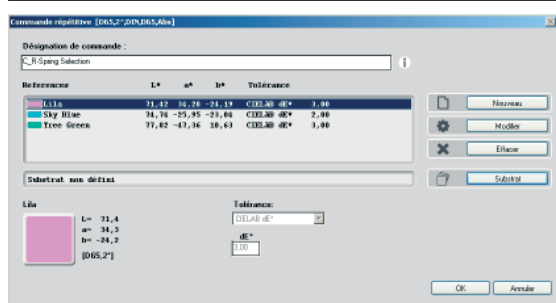 Commande répétitive [D65,2°,DIN,D65,Abs]
Désignation de commande :
C_R-Spring Selection
References L* a* b* Tolérance
Lila 71,42 34,28 -24,19 CIELAB dE* 3,00
Sky Blue 74,74 -25,95 -23,04 CIELAB dE* 2,00
Tree Green 77,82 -47,36 10,63 CIELAB dE* 3,00
Nouveau
Modifier
Effacer
Substrat non défini
Substrat
Lila
L= 71,4
a= 34,3
b= -24,2
[D65,2°]
Tolérance:
CIELAB dE*
dE*
3.00
OK Annuler